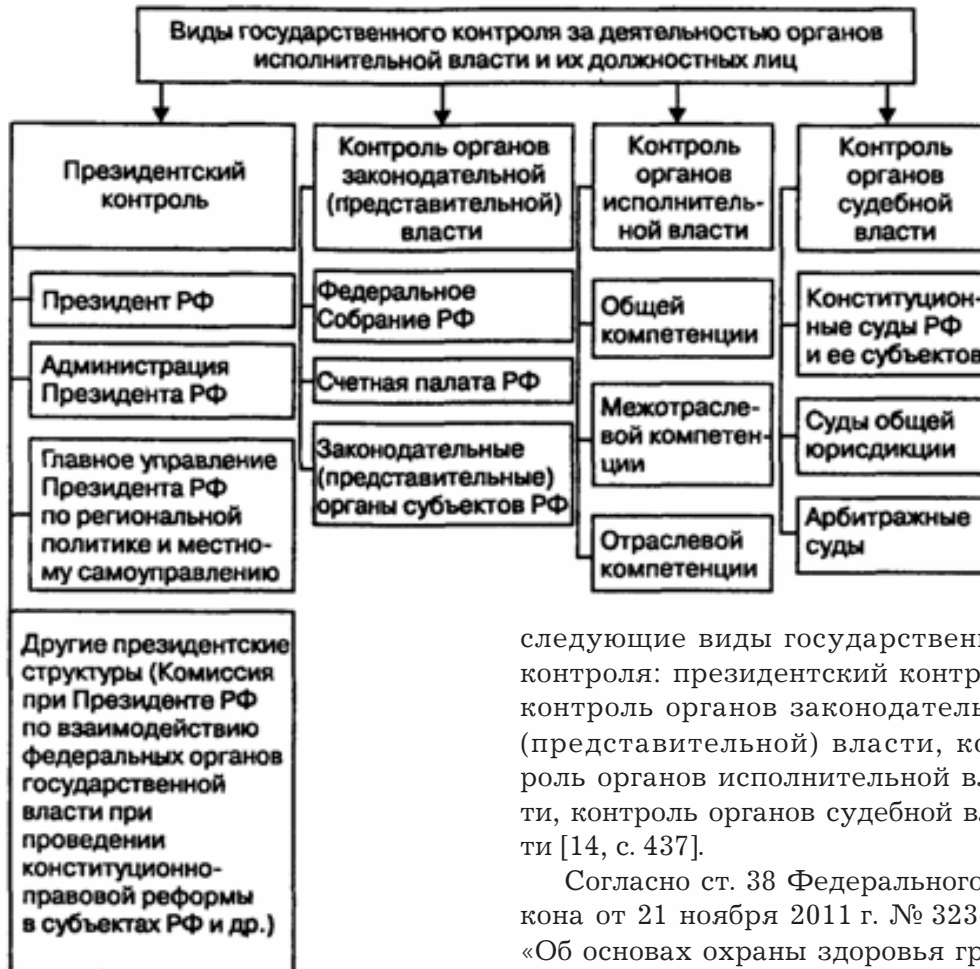 Виды государственного контроля за деятельностью органов
исполнительной власти и их должностных лиц
Президентский
контроль
Президент РФ
Администрация
Президента РФ
Главное управление
Президента РФ
по региональной
политике и местно-
му самоуправлению
Другие президентские
структуры (Комиссия
при Президенте РФ
по взаимодействию
федеральных органов
государственной
власти при
проведении
конституционно-
правовой реформы
в субъектах РФ и др.)
Контроль органов
законодательной
(представительной)
власти
Федеральное
Собрание РФ
Счетная палата РФ
Законодательные
(представительные)
органы субъектов РФ
Контроль
органов
исполнитель-
ной власти
Общей
компетенции
Межотрасле-
вой компетен-
ции
Отраслевой
компетенции
Контроль
органов
судебной
власти
Конституцион-
ные суды РФ
и ее субъектов
Суды общей
юрисдикции
Арбитражные
суды
следующие виды государствен
контроля: президентский контр
контроль органов законодатель
(представительной) власти, ко
роль органов исполнительной вл
ти, контроль органов судебной в
ти [14, с. 437].
Согласно ст. 38 Федерального
кона от 21 ноября 2011 г. № 323
«Об основах охраны здоровья гр